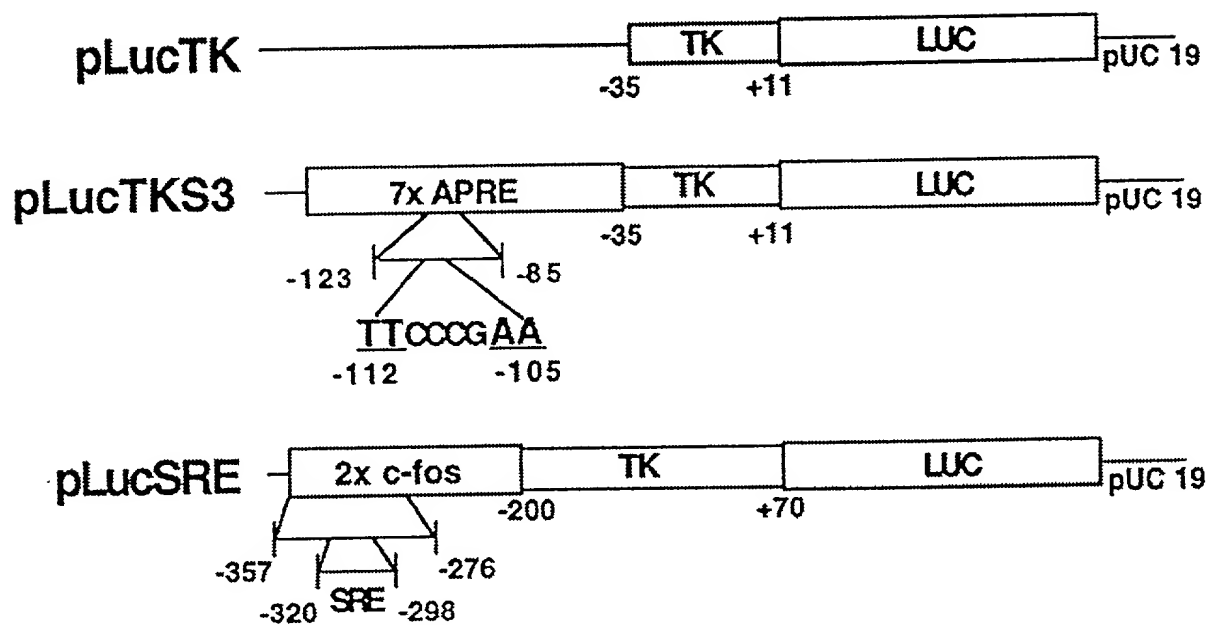 pLucTK
TK
LUC
pUC 19
-35
+11
pLucTKS3
7x APRE
TK
LUC
pUC 19
-35
+11
-123
-85
TTCCCGAA
-112
-105
pLucSRE
2x c-fos
TK
LUC
pUC 19
-200
+70
-357
-276
-320
SRE
-298